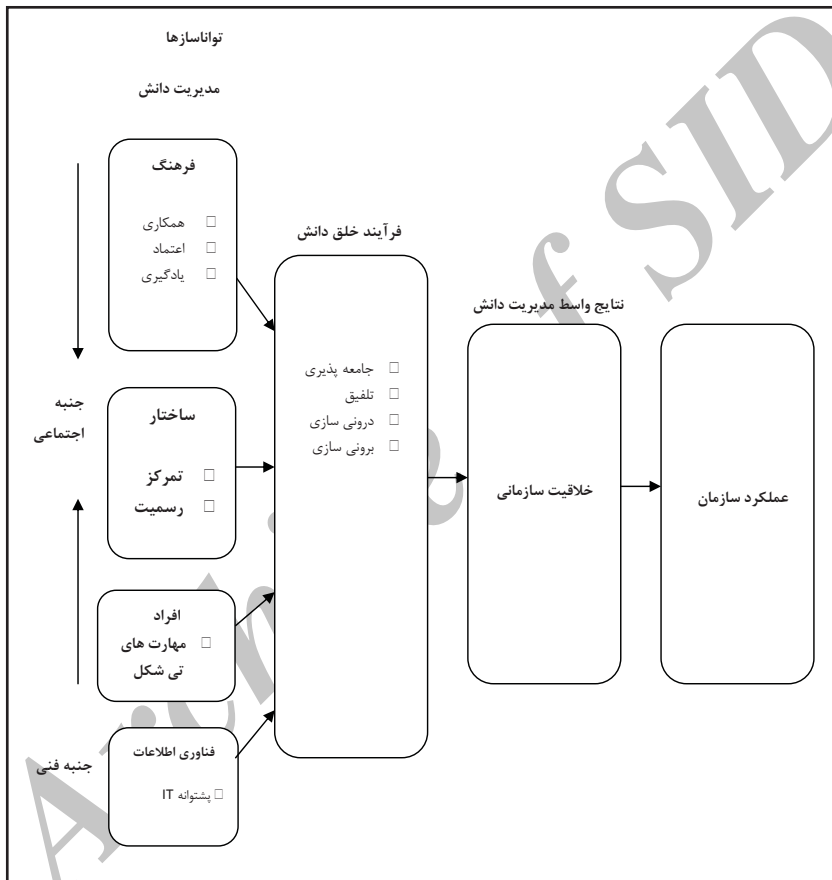 تواناسازها
مدیریت دانش
فرهنگ
□ همکاری
□ اعتماد
□ یادگیری
جنبه
اجتماعی
ساختار
□ تمرکز
□ رسمیت
افراد
□ مهارت های
تی شکل
جنبه فنی
فناوری اطلاعات
□ پشتوانه IT
فرآیند خلق دانش
□ جامعه پذیری
□ تلفیق
□ درونی سازی
□ برونی سازی
نتایج واسط مدیریت دانش
خلاقیت سازمانی
عملکرد سازمان
Archive of SID